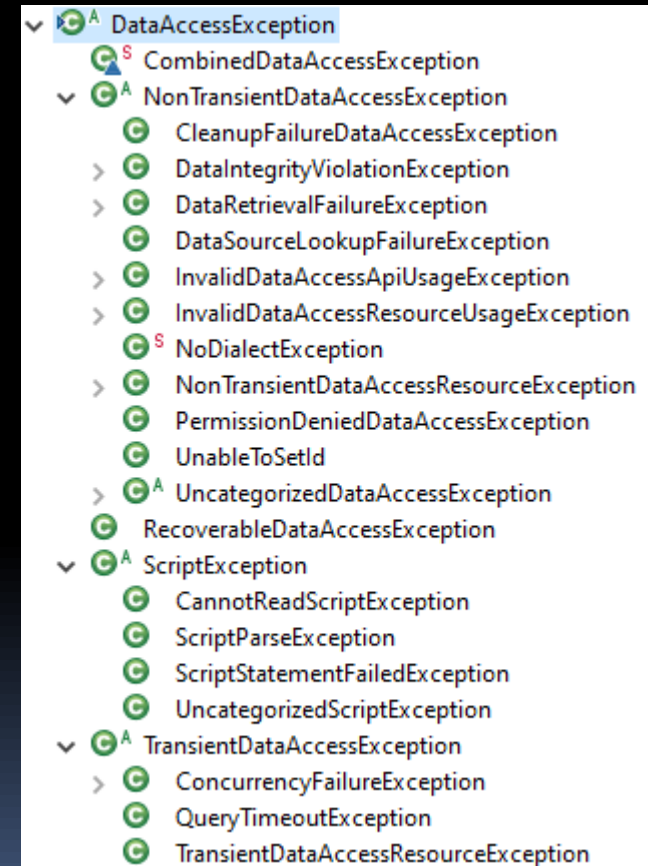 DataAccessException
CombinedDataAccessException
NonTransientDataAccessException
CleanupFailureDataAccessException
DataIntegrityViolationException
DataRetrievalFailureException
DataSourceLookupFailureException
InvalidDataAccessApiUsageException
InvalidDataAccessResourceUsageException
NoDialectException
NonTransientDataAccessResourceException
PermissionDeniedDataAccessException
UnableToSetId
UncategorizedDataAccessException
RecoverableDataAccessException
ScriptException
CannotReadScriptException
ScriptParseException
ScriptStatementFailedException
UncategorizedScriptException
TransientDataAccessException
ConcurrencyFailureException
QueryTimeoutException
TransientDataAccessResourceException